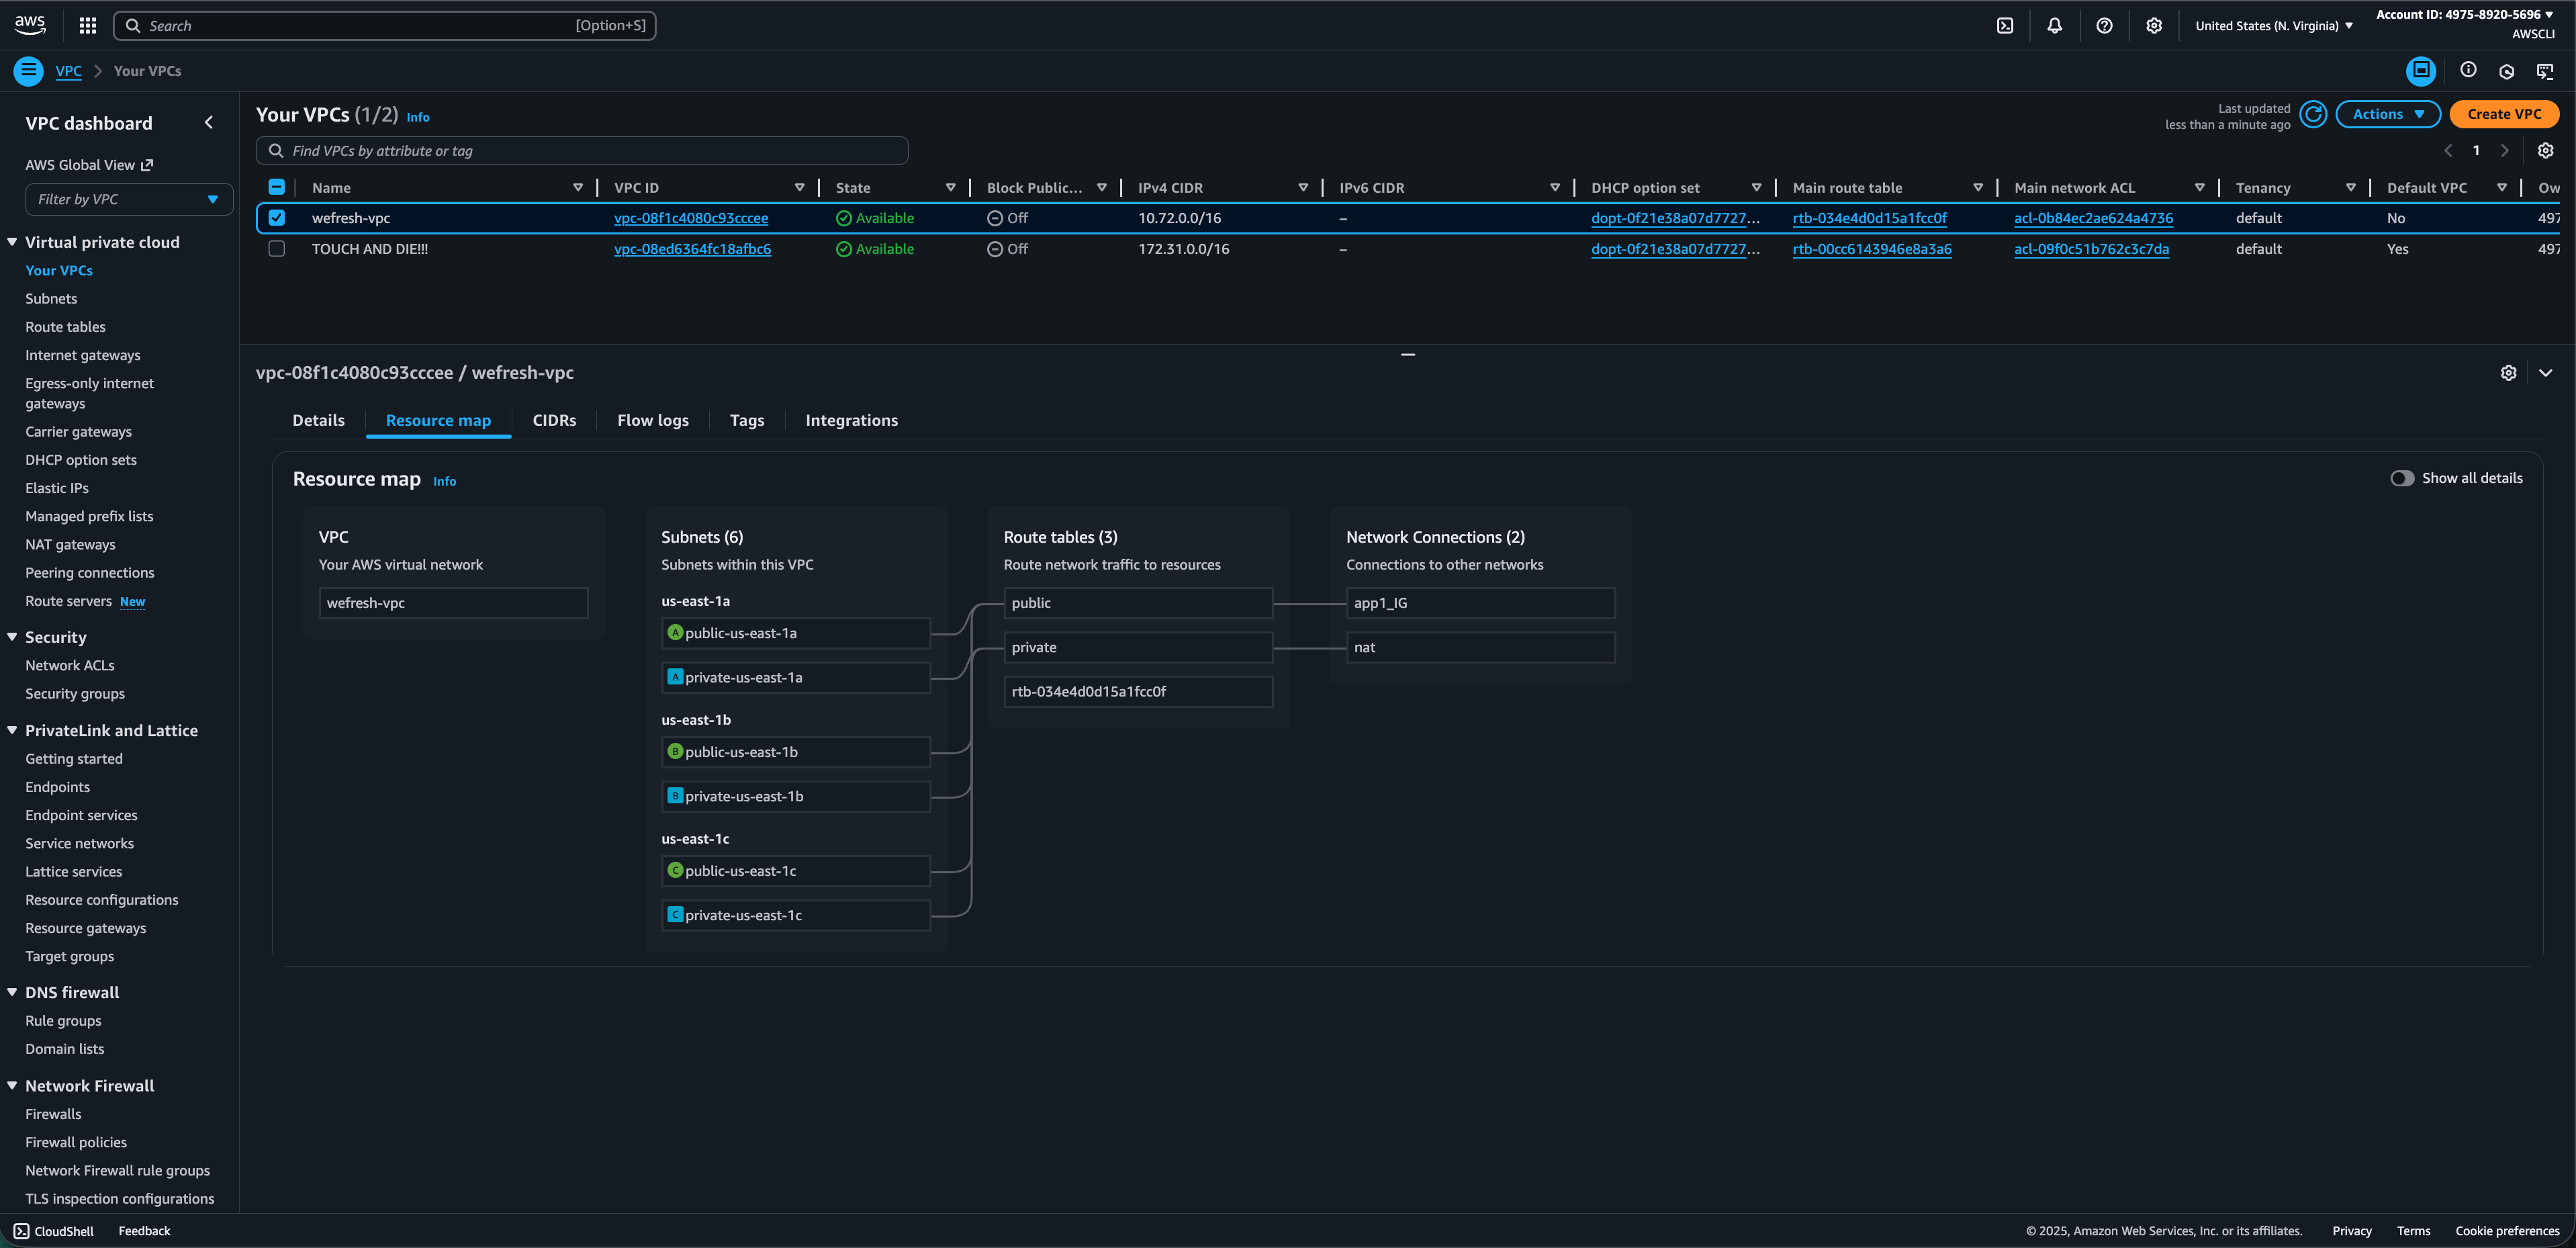 aws
Search [Option+S]
United States (N. Virginia)
Account ID: 4975-8920-5696
AWSCLI
VPC
Your VPCs
VPC dashboard
AWS Global View
Filter by VPC
Virtual private cloud
Your VPCs
Subnets
Route tables
Internet gateways
Egress-only internet
gateways
Carrier gateways
DHCP option sets
Elastic IPs
Managed prefix lists
NAT gateways
Peering connections
Route servers New
Security
Network ACLs
Security groups
PrivateLink and Lattice
Getting started
Endpoints
Endpoint services
Service networks
Lattice services
Resource configurations
Resource gateways
Target groups
DNS firewall
Rule groups
Domain lists
Network Firewall
Firewalls
Firewall policies
Network Firewall rule groups
TLS inspection configurations
Your VPCs (1/2) Info
Last updated
less than a minute ago
Actions
Create VPC
Find VPCs by attribute or tag
1
Name VPC ID State Block Public... IPv4 CIDR IPv6 CIDR DHCP option set Main route table Main network ACL Tenancy Default VPC Ow
wefresh-vpc vpc-08f1c4080c93cccee Available Off 10.72.0.0/16 – dopt-0f21e38a07d7727... rtb-034e4d0d15a1fcc0f acl-0b84ec2ae624a4736 default No 497
TOUCH AND DIE!!! vpc-08ed6364fc18afbc6 Available Off 172.31.0.0/16 – dopt-0f21e38a07d7727... rtb-00cc6143946e8a3a6 acl-09f0c51b762c3c7da default Yes 497
vpc-08f1c4080c93cccee / wefresh-vpc
Details Resource map CIDRs Flow logs Tags Integrations
Resource map Info
Show all details
VPC
Your AWS virtual network
wefresh-vpc
Subnets (6)
Subnets within this VPC
us-east-1a
A public-us-east-1a
A private-us-east-1a
us-east-1b
B public-us-east-1b
B private-us-east-1b
us-east-1c
C public-us-east-1c
C private-us-east-1c
Route tables (3)
Route network traffic to resources
public
private
rtb-034e4d0d15a1fcc0f
Network Connections (2)
Connections to other networks
app1_IG
nat
CloudShell Feedback
© 2025, Amazon Web Services, Inc. or its affiliates. Privacy Terms Cookie preferences